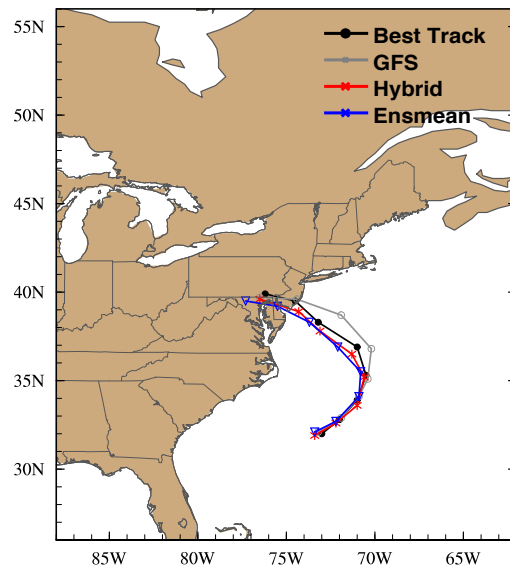 55N
50N
45N
40N
35N
30N
85W
80W
75W
70W
65W
Best Track
GFS
Hybrid
Ensmean